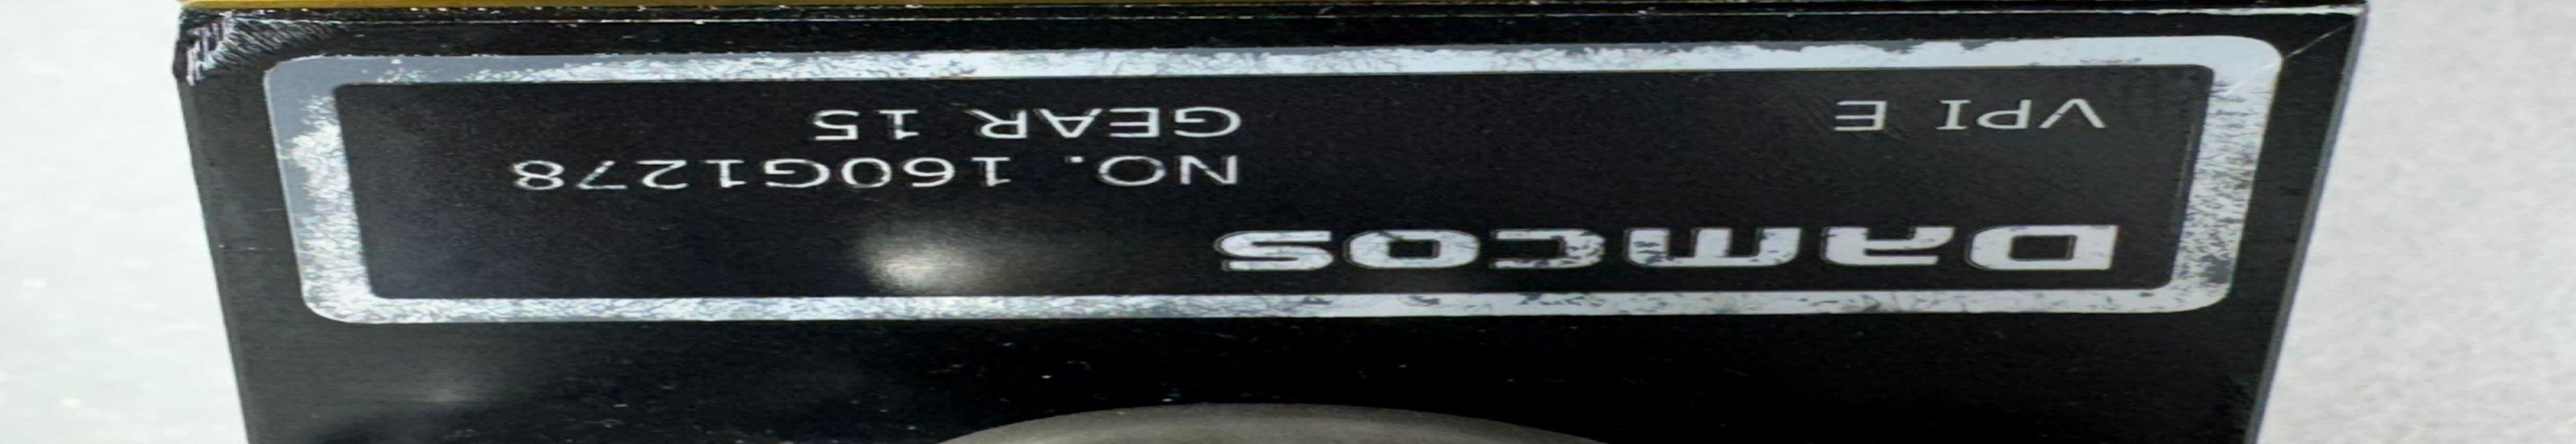 Damcos
NO. 160G1278
VPI E
GEAR 15